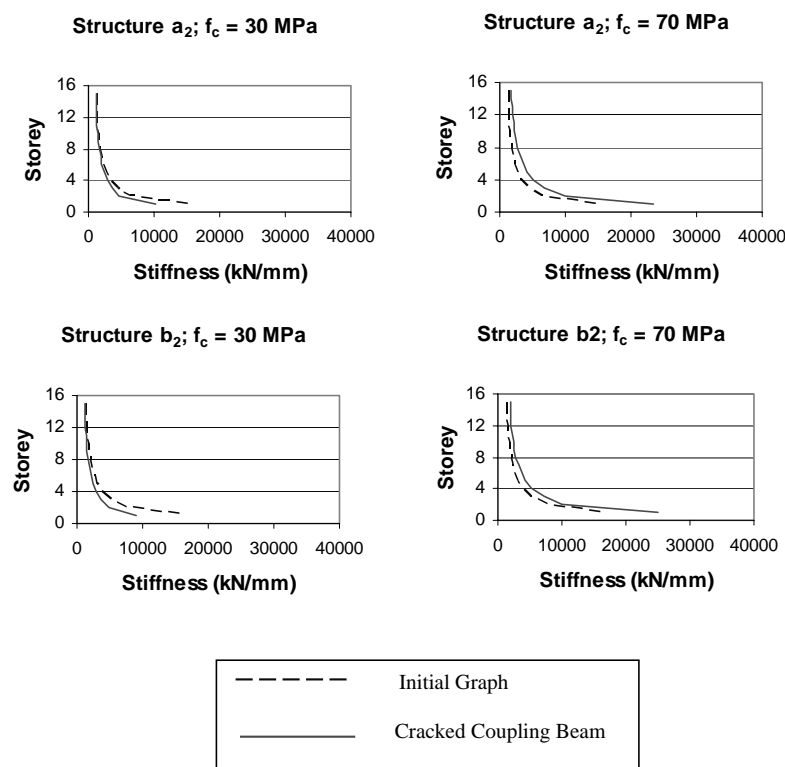 Structure a₂; f_c = 30 MPa
16
12
8
4
0
Storey
0 10000 20000 30000 40000
Stiffness (kN/mm)
Structure a₂; f_c = 70 MPa
16
12
8
4
0
Storey
0 10000 20000 30000 40000
Stiffness (kN/mm)
Structure b₂; f_c = 30 MPa
16
12
8
4
0
Storey
0 10000 20000 30000 40000
Stiffness (kN/mm)
Structure b2; f_c = 70 MPa
16
12
8
4
0
Storey
0 10000 20000 30000 40000
Stiffness (kN/mm)
Initial Graph
Cracked Coupling Beam